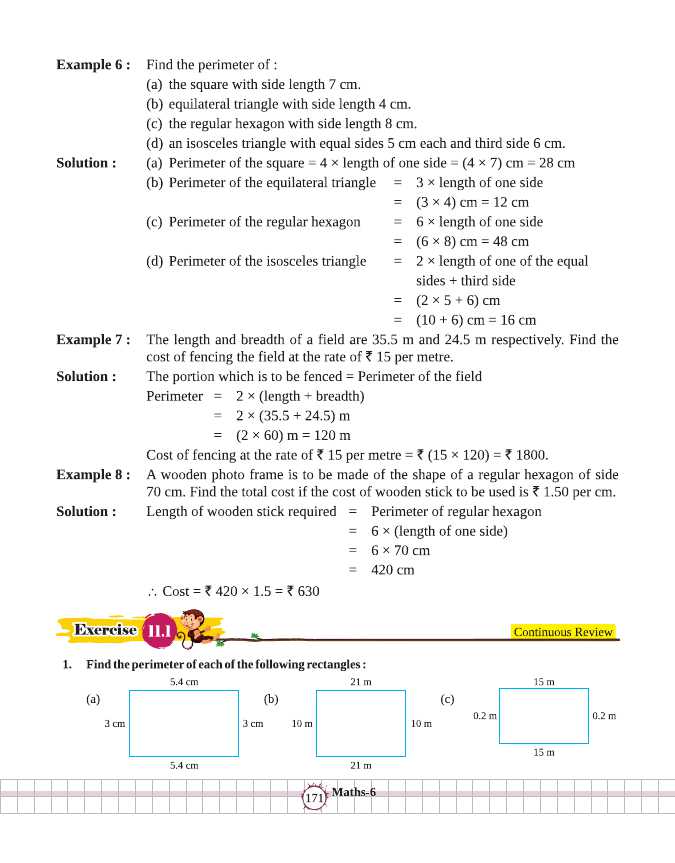 Example 6 : Find the perimeter of :
(a) the square with side length 7 cm.
(b) equilateral triangle with side length 4 cm.
(c) the regular hexagon with side length 8 cm.
(d) an isosceles triangle with equal sides 5 cm each and third side 6 cm.
Solution : (a) Perimeter of the square = 4 × length of one side = (4 × 7) cm = 28 cm
(b) Perimeter of the equilateral triangle = 3 × length of one side
= (3 × 4) cm = 12 cm
(c) Perimeter of the regular hexagon = 6 × length of one side
= (6 × 8) cm = 48 cm
(d) Perimeter of the isosceles triangle = 2 × length of one of the equal
sides + third side
= (2 × 5 + 6) cm
= (10 + 6) cm = 16 cm
Example 7 : The length and breadth of a field are 35.5 m and 24.5 m respectively. Find the
cost of fencing the field at the rate of ₹ 15 per metre.
Solution : The portion which is to be fenced = Perimeter of the field
Perimeter = 2 × (length + breadth)
= 2 × (35.5 + 24.5) m
= (2 × 60) m = 120 m
Cost of fencing at the rate of ₹ 15 per metre = ₹ (15 × 120) = ₹ 1800.
Example 8 : A wooden photo frame is to be made of the shape of a regular hexagon of side
70 cm. Find the total cost if the cost of wooden stick to be used is ₹ 1.50 per cm.
Solution : Length of wooden stick required = Perimeter of regular hexagon
= 6 × (length of one side)
= 6 × 70 cm
= 420 cm
∴ Cost = ₹ 420 × 1.5 = ₹ 630
Exercise 11.1
Continuous Review
1. Find the perimeter of each of the following rectangles :
5.4 cm 21 m 15 m
(a) (b) (c)
3 cm 3 cm 10 m 10 m 0.2 m 0.2 m
5.4 cm 21 m 15 m
171 Maths-6